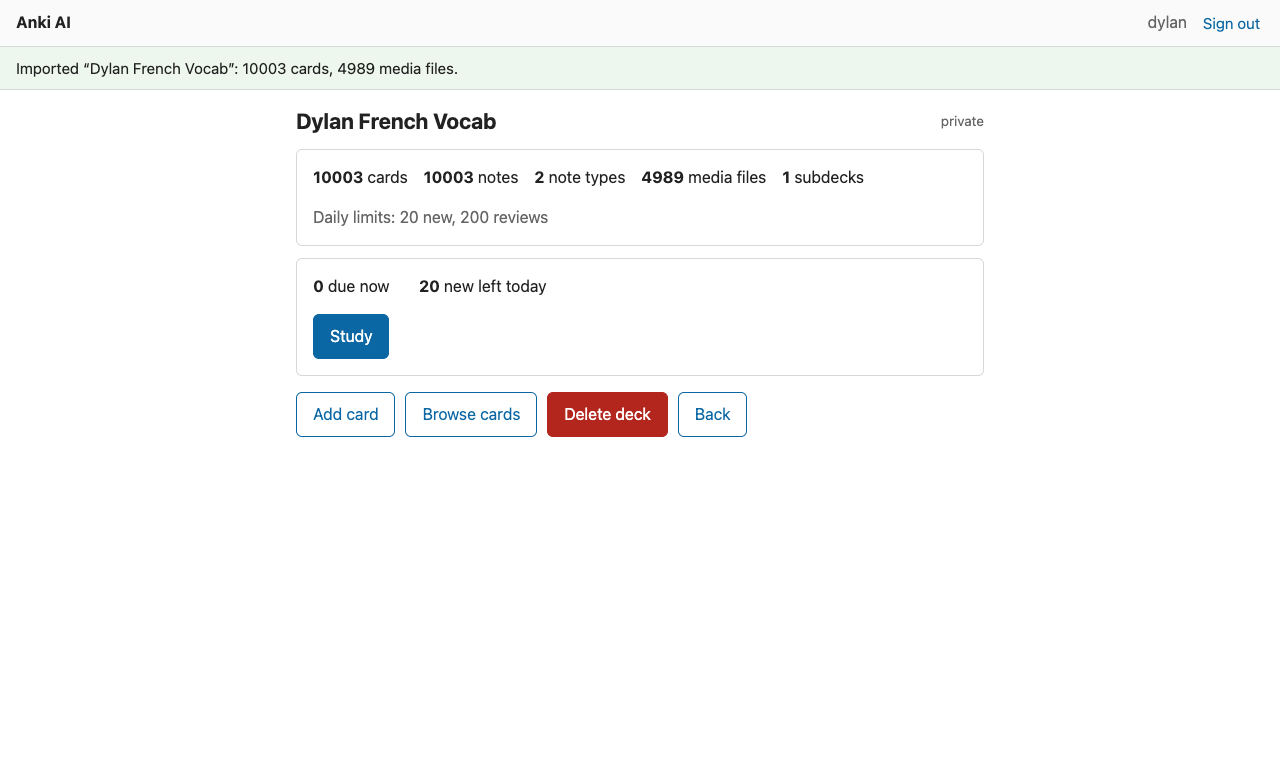 Anki AI
dylan Sign out
Imported “Dylan French Vocab”: 10003 cards, 4989 media files.
Dylan French Vocab
private
10003 cards 10003 notes 2 note types 4989 media files 1 subdecks
Daily limits: 20 new, 200 reviews
0 due now 20 new left today
Study
Add card Browse cards Delete deck Back